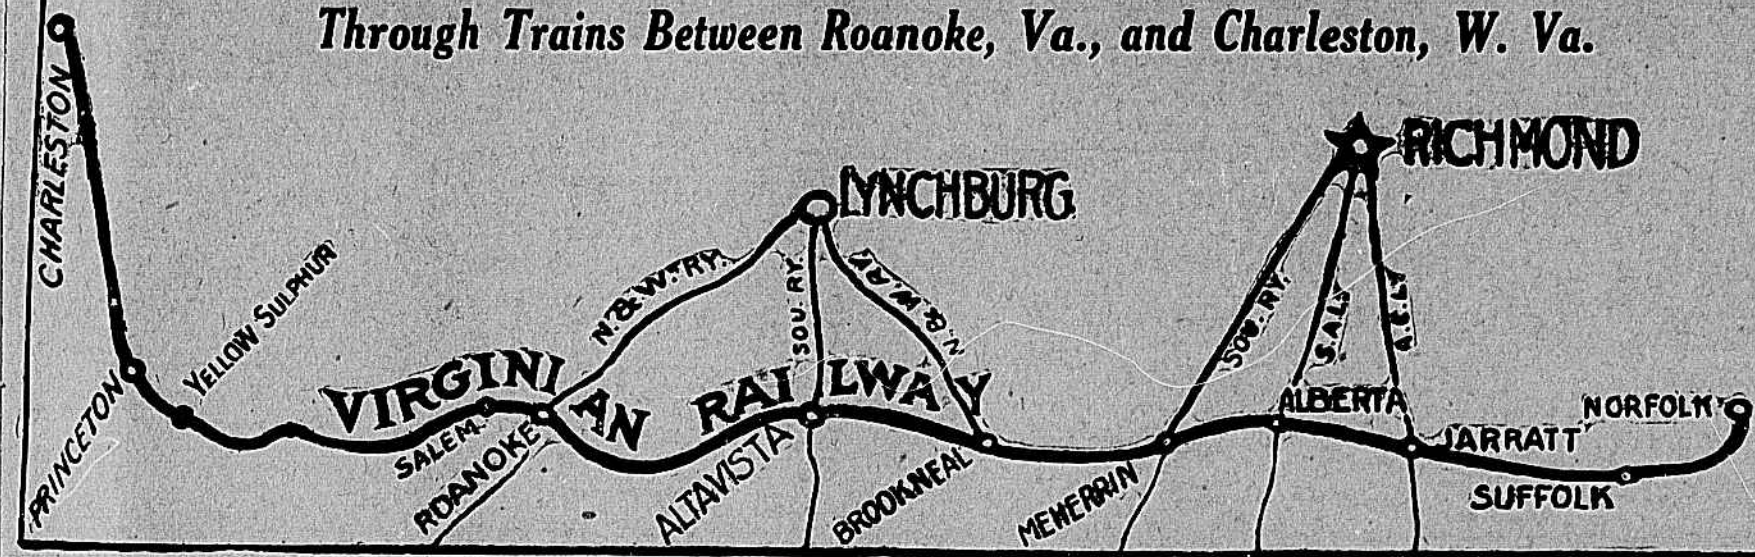 Through Trains Between Roanoke, Va., and Charleston, W. Va.
CHARLESTON
RICHMOND
LYNCHBURG
YELLOW SULPHUR
N. & W. RY.
SOU. RY.
N. & W. RY.
SOU. RY.
S.A.L.
A.C.L.
PRINCETON
VIRGINIAN RAILWAY
SALEM
ROANOKE
ALTAVISTA
BROOKNEAL
MEHERRIN
ALBERTA
JARRATT
SUFFOLK
NORFOLK